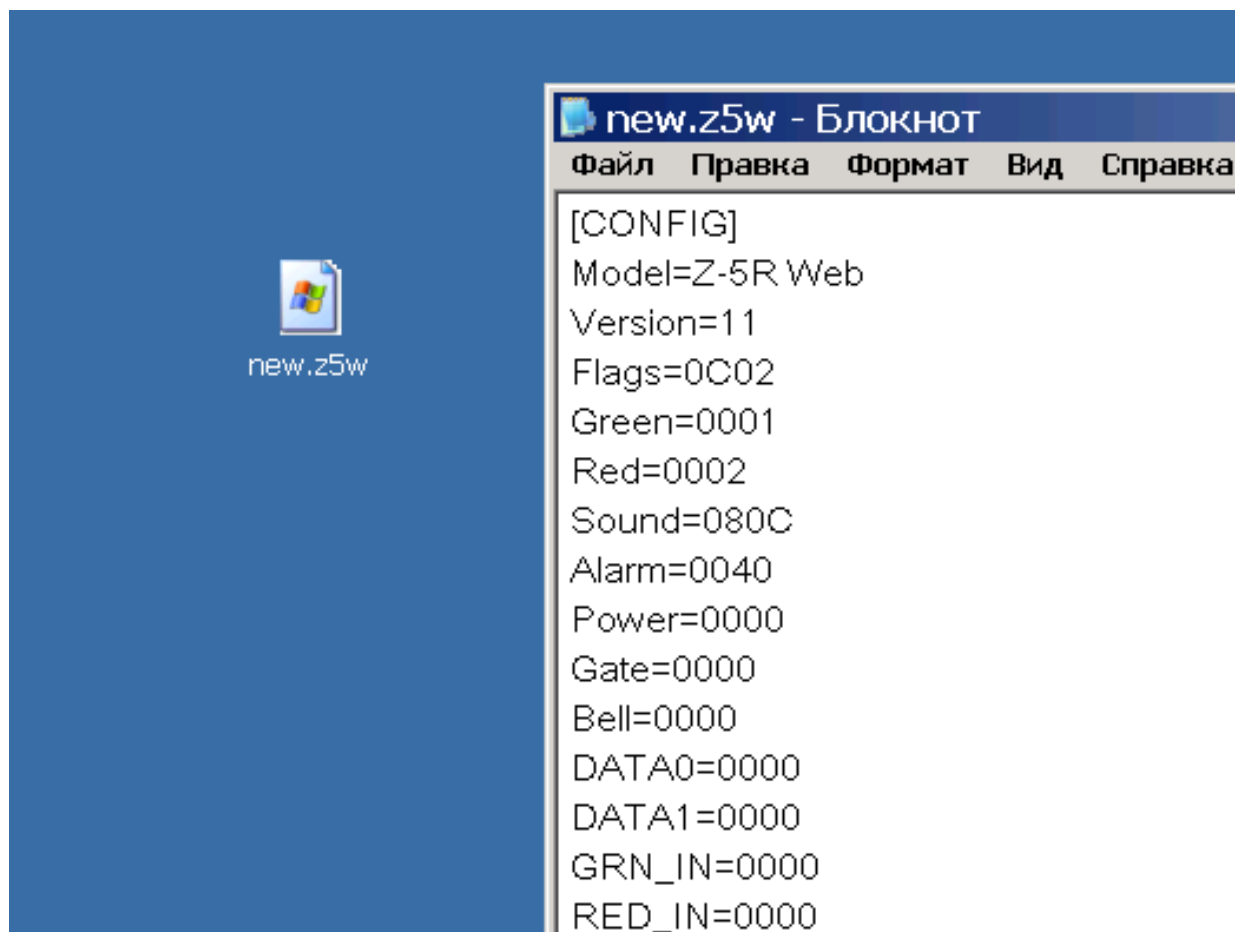 new.z5w - Блокнот
Файл Правка Формат Вид Справка
[CONFIG]
Model=Z-5R Web
Version=11
Flags=0C02
Green=0001
Red=0002
Sound=080C
Alarm=0040
Power=0000
Gate=0000
Bell=0000
DATA0=0000
DATA1=0000
GRN_IN=0000
RED_IN=0000
new.z5w